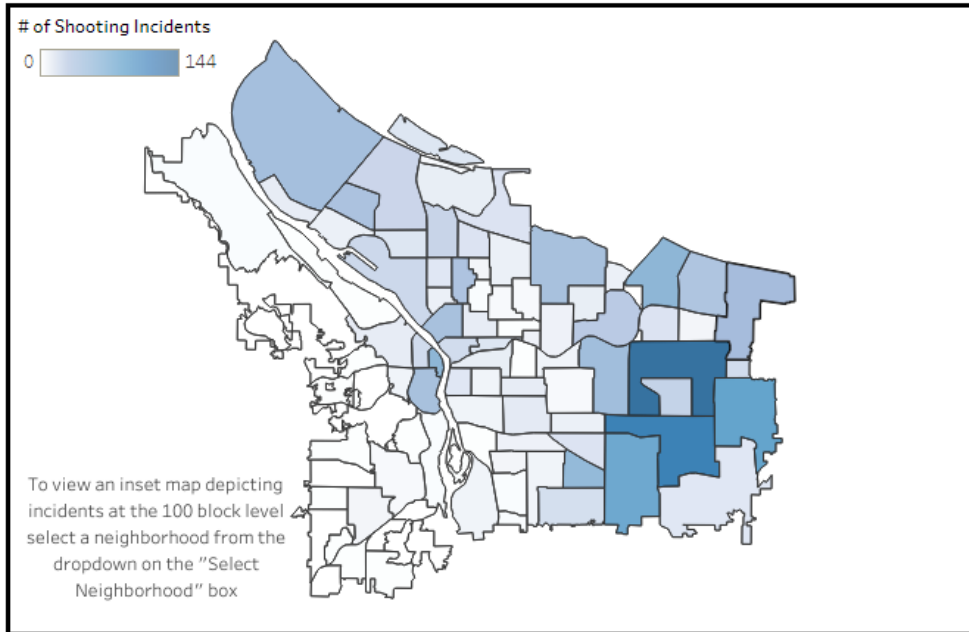 # of Shooting Incidents
0 144
To view an inset map depicting
incidents at the 100 block level
select a neighborhood from the
dropdown on the "Select
Neighborhood" box